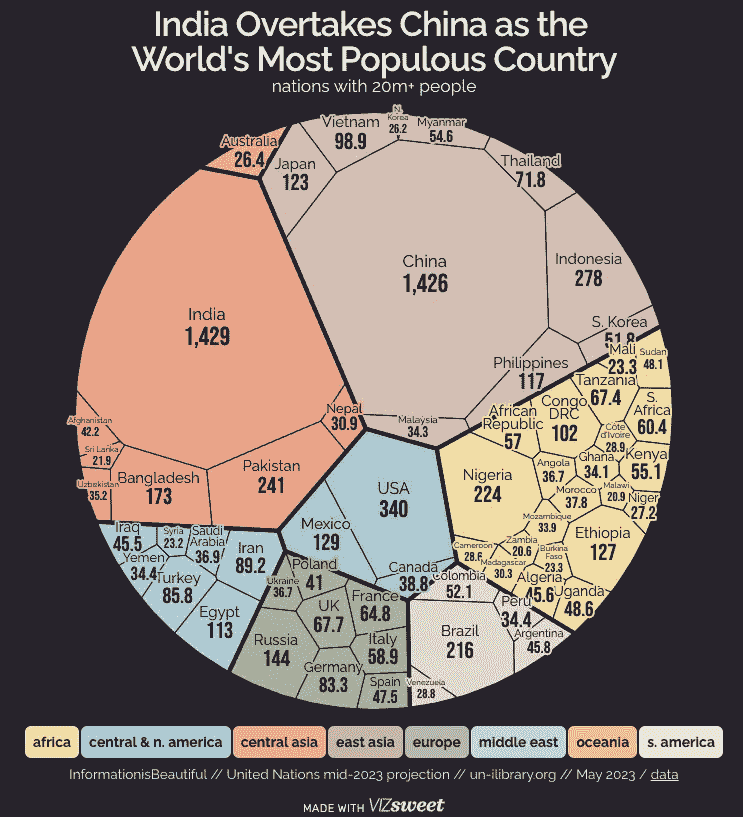 India Overtakes China as the
World's Most Populous Country
nations with 20m+ people
Australia
26.4
Japan
123
Vietnam
98.9
N.
Korea
26.2
Myanmar
54.6
Thailand
71.8
China
1,426
Indonesia
278
S. Korea
51.8
Philippines
117
Malaysia
34.3
India
1,429
Nepal
30.9
Afghanistan
42.2
Sri Lanka
21.9
Uzbekistan
35.2
Bangladesh
173
Pakistan
241
Mali
23.3
Sudan
48.1
Tanzania
67.4
African
Republic
57
Congo
DRC
102
S.
Africa
60.4
Côte
d'Ivoire
28.9
Nigeria
224
Angola
36.7
Ghana
34.1
Kenya
55.1
Morocco
37.8
Malawi
20.9
Niger
27.2
Mozambique
33.9
Ethiopia
127
Cameroon
28.6
Zambia
20.6
Burkina
Faso
23.3
Madagascar
30.3
Algeria
45.6
Uganda
48.6
USA
340
Mexico
129
Canada
38.8
Iraq
45.5
Syria
23.2
Saudi
Arabia
36.9
Iran
89.2
Yemen
34.4
Turkey
85.8
Egypt
113
Poland
41
Ukraine
36.7
UK
67.7
France
64.8
Russia
144
Italy
58.9
Germany
83.3
Spain
47.5
Colombia
52.1
Peru
34.4
Brazil
216
Argentina
45.8
Venezuela
28.8
africa
central & n. america
central asia
east asia
europe
middle east
oceania
s. america
InformationisBeautiful // United Nations mid-2023 projection // un-ilibrary.org // May 2023 / data
MADE WITH VIZsweet